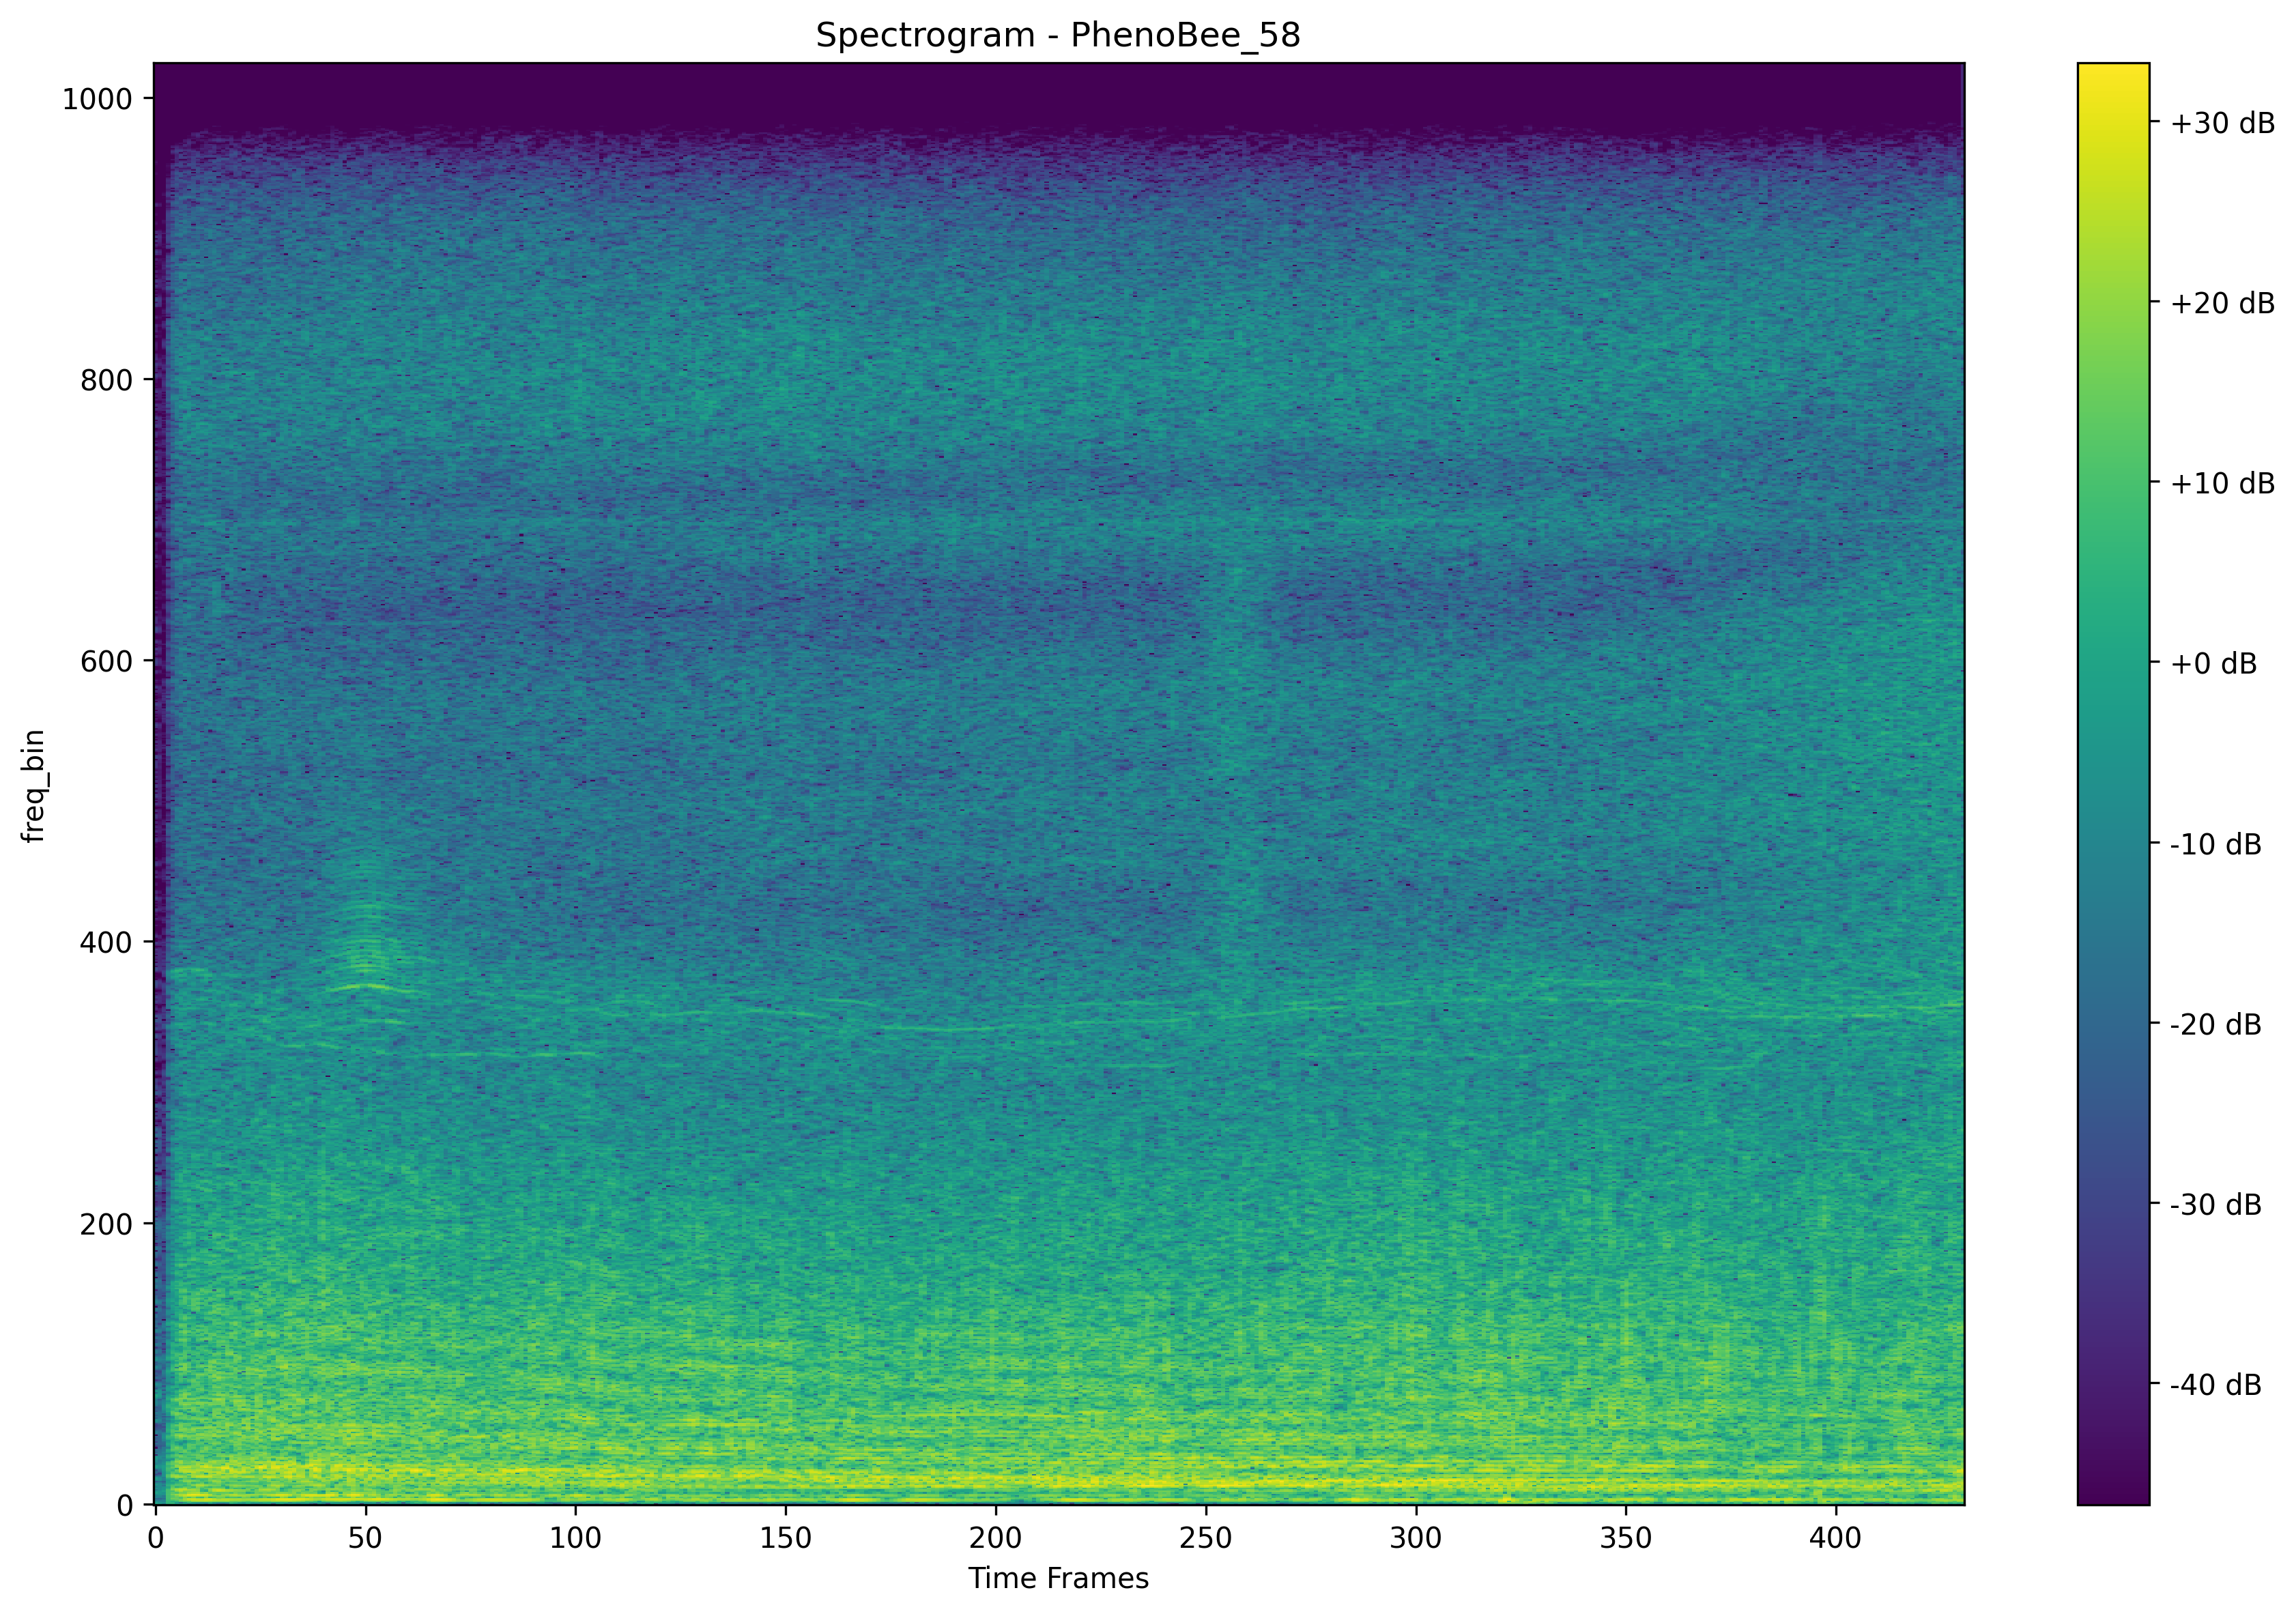 Spectrogram - PhenoBee_58
1000
800
600
400
200
0
freq_bin
0 50 100 150 200 250 300 350 400
Time Frames
+30 dB
+20 dB
+10 dB
+0 dB
-10 dB
-20 dB
-30 dB
-40 dB